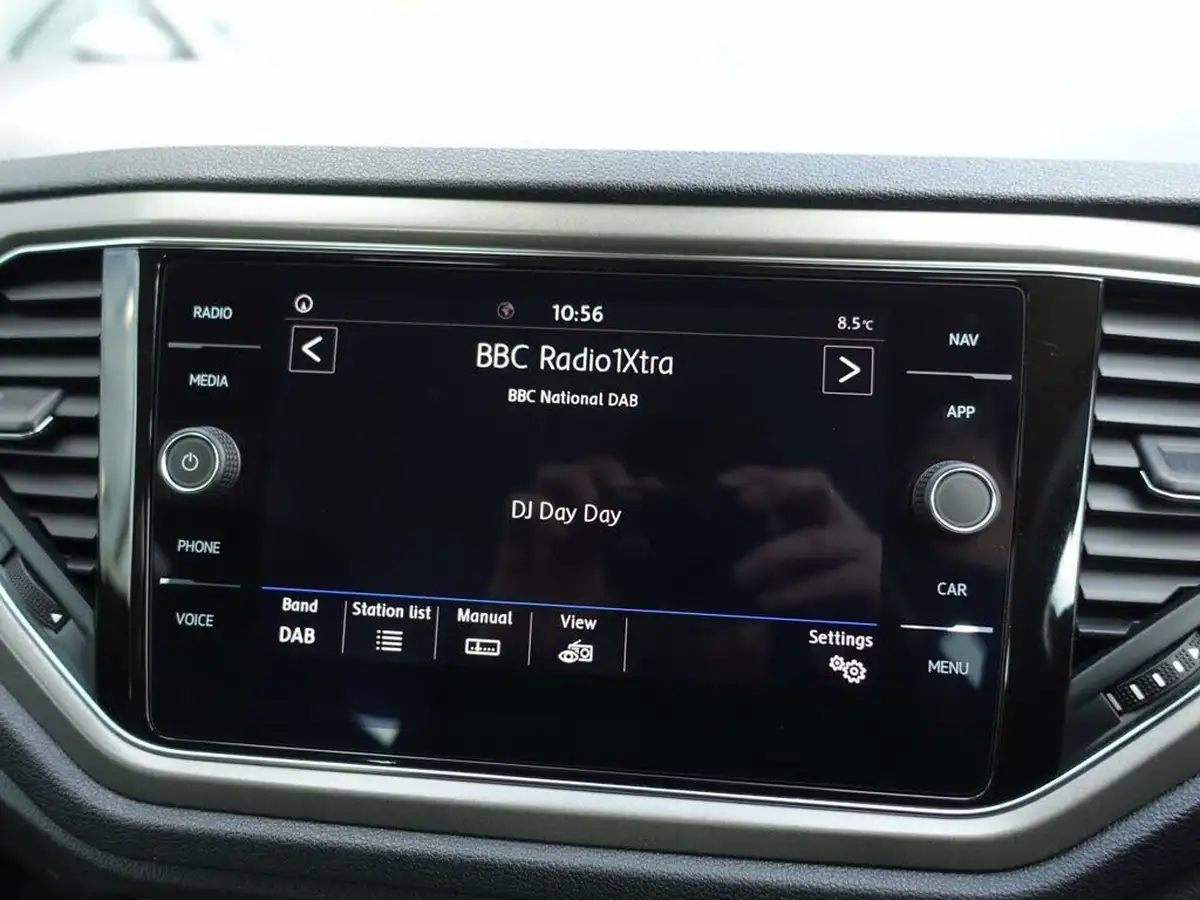 RADIO
MEDIA
PHONE
VOICE
10:56
8.5°C
BBC Radio1Xtra
BBC National DAB
DJ Day Day
Band
DAB
Station list
Manual
View
Settings
NAV
APP
CAR
MENU